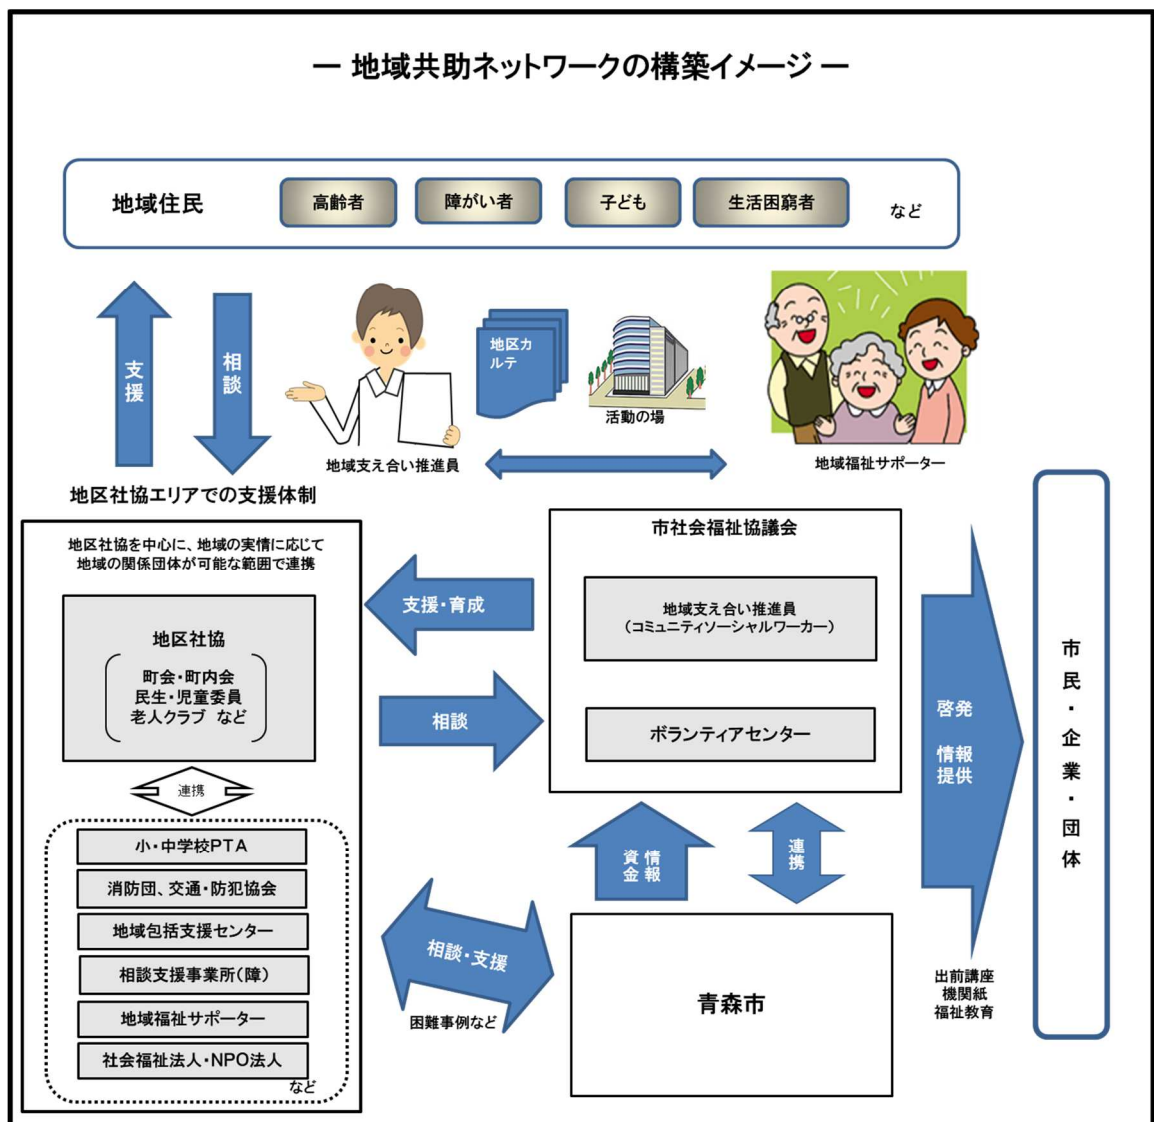 ― 地域共助ネットワークの構築イメージ ―
地域住民
高齢者
障がい者
子ども
生活困窮者
など
支援
相談
地区カ
ルテ
活動の場
地域支え合い推進員
地域福祉サポーター
地区社協エリアでの支援体制
地区社協を中心に、地域の実情に応じて
地域の関係団体が可能な範囲で連携
地区社協
町会・町内会
民生・児童委員
老人クラブ など
連携
小・中学校PTA
消防団、交通・防犯協会
地域包括支援センター
相談支援事業所(障)
地域福祉サポーター
社会福祉法人・NPO法人
など
支援・育成
相談
市社会福祉協議会
地域支え合い推進員
(コミュニティソーシャルワーカー)
ボランティアセンター
情報
資金
連携
相談・支援
困難事例など
青森市
啓発
情報
提供
出前講座
機関紙
福祉教育
市民・企業・団体